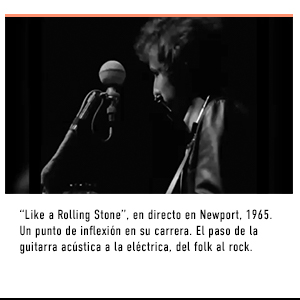 “Like a Rolling Stone”, en directo en Newport, 1965.
Un punto de inflexión en su carrera. El paso de la
guitarra acústica a la eléctrica, del folk al rock.